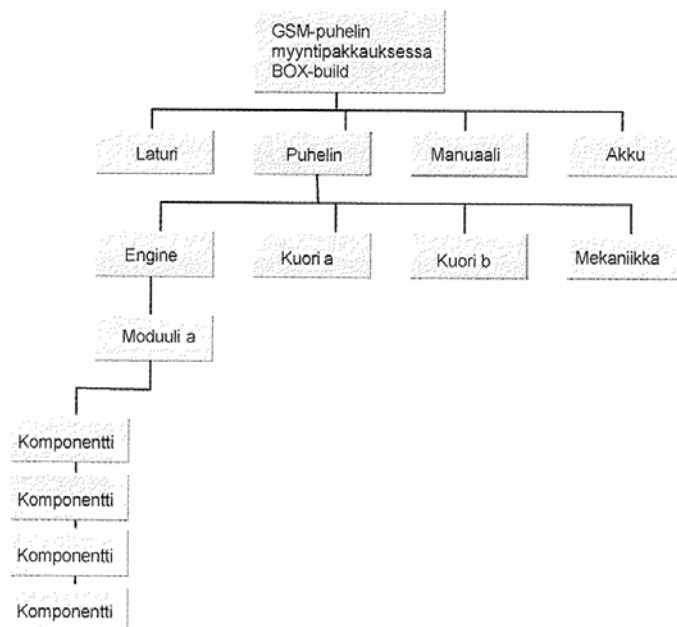 GSM-puhelin
myyntipakkauksessa
BOX-build
Laturi
Puhelin
Manuaali
Akku
Engine
Kuori a
Kuori b
Mekaniikka
Moduuli a
Komponentti
Komponentti
Komponentti
Komponentti